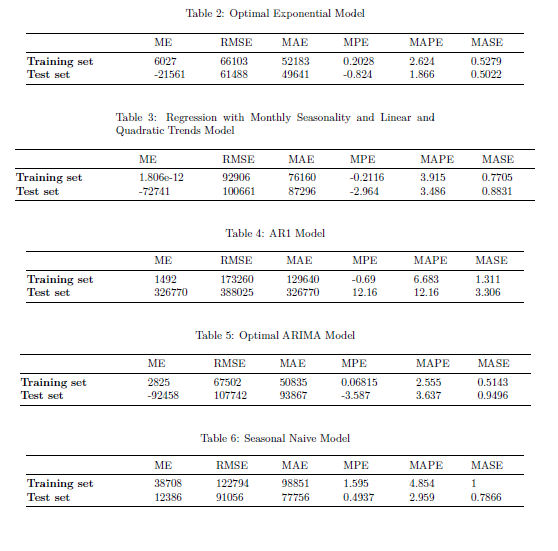 Table 2: Optimal Exponential Model
ME RMSE MAE MPE MAPE MASE
Training set 6027 66103 52183 0.2028 2.624 0.5279
Test set -21561 61488 49641 -0.824 1.866 0.5022
Table 3: Regression with Monthly Seasonality and Linear and
Quadratic Trends Model
ME RMSE MAE MPE MAPE MASE
Training set 1.806e-12 92906 76160 -0.2116 3.915 0.7705
Test set -72741 100661 87296 -2.964 3.486 0.8831
Table 4: AR1 Model
ME RMSE MAE MPE MAPE MASE
Training set 1492 173260 129640 -0.69 6.683 1.311
Test set 326770 388025 326770 12.16 12.16 3.306
Table 5: Optimal ARIMA Model
ME RMSE MAE MPE MAPE MASE
Training set 2825 67502 50835 0.06815 2.555 0.5143
Test set -92458 107742 93867 -3.587 3.637 0.9496
Table 6: Seasonal Naive Model
ME RMSE MAE MPE MAPE MASE
Training set 38708 122794 98851 1.595 4.854 1
Test set 12386 91056 77756 0.4937 2.959 0.7866